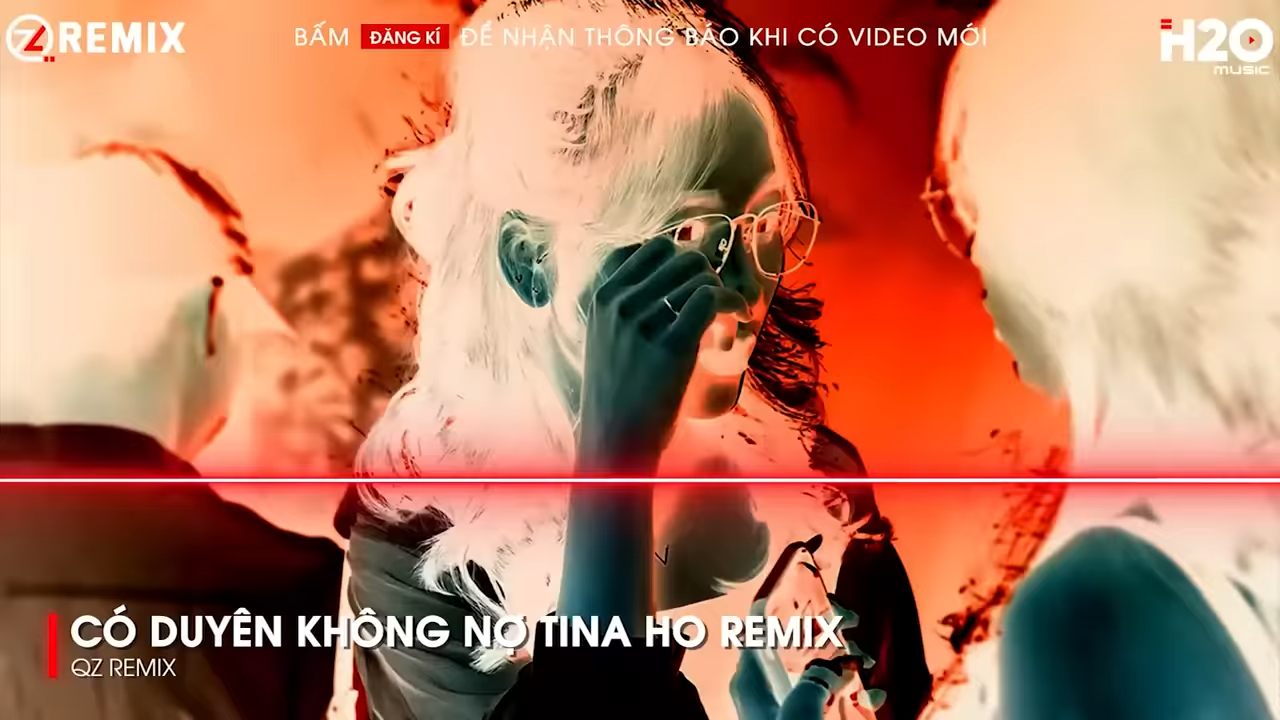 QZ REMIX
BẤM ĐĂNG KÍ ĐỂ NHẬN THÔNG BÁO KHI CÓ VIDEO MỚI
H2O
MUSIC
CÓ DUYÊN KHÔNG NỢ TINA HO REMIX
QZ REMIX